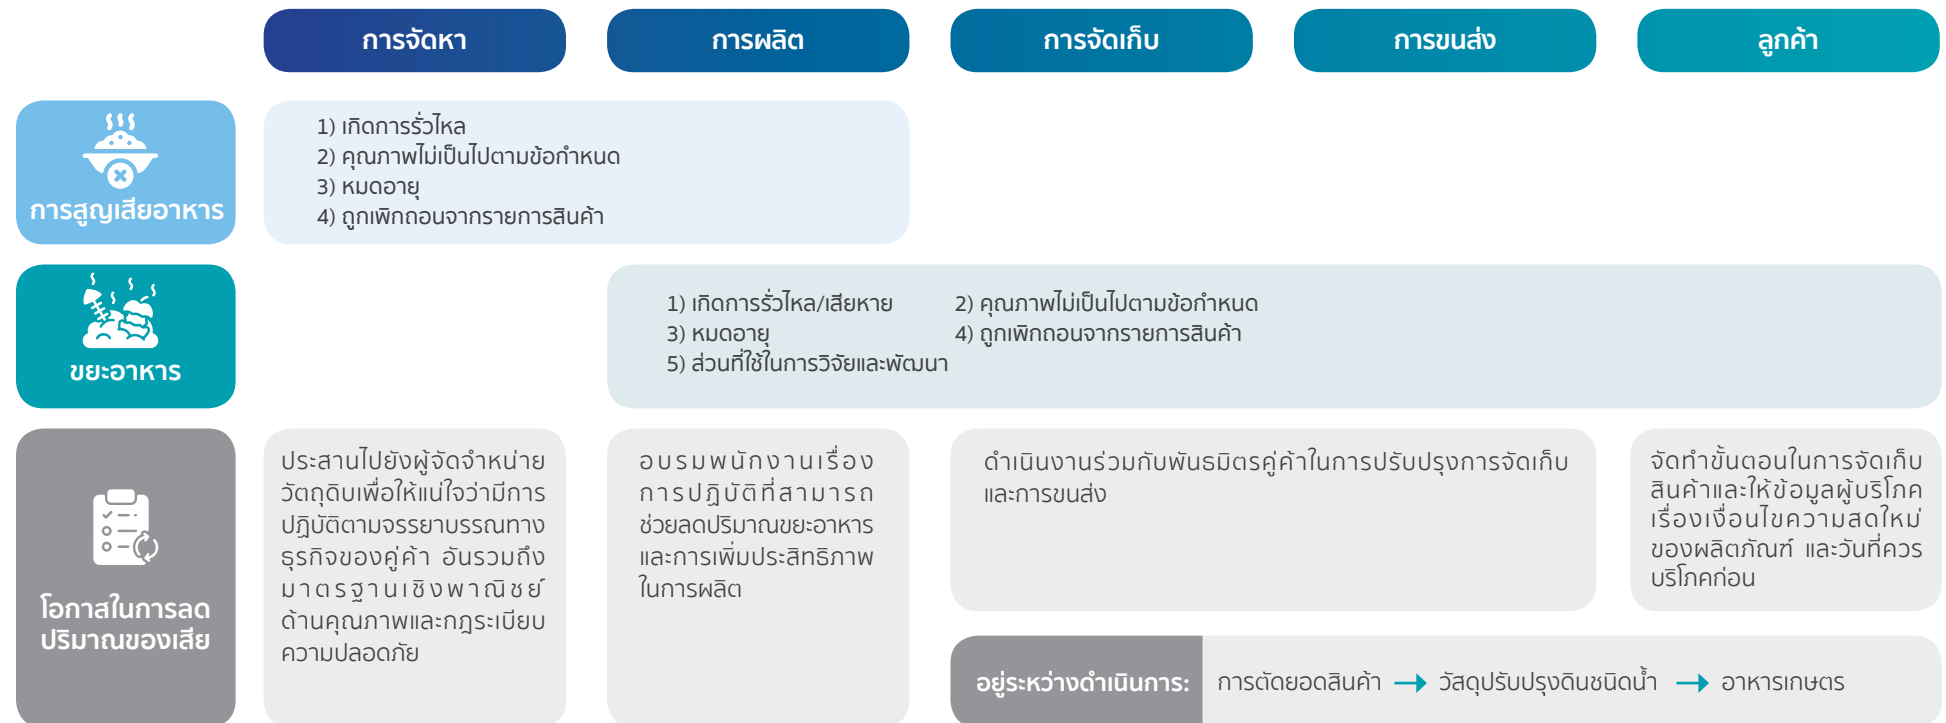 การจัดหา
การผลิต
การจัดเก็บ
การขนส่ง
ลูกค้า
การสูญเสียอาหาร
1) เกิดการรั่วไหล
2) คุณภาพไม่เป็นไปตามข้อกำหนด
3) หมดอายุ
4) ถูกเพิกถอนจากรายการสินค้า
ขยะอาหาร
1) เกิดการรั่วไหล/เสียหาย 2) คุณภาพไม่เป็นไปตามข้อกำหนด
3) หมดอายุ 4) ถูกเพิกถอนจากรายการสินค้า
5) ส่วนที่ใช้ในการวิจัยและพัฒนา
โอกาสในการลด
ปริมาณของเสีย
ประสานไปยังผู้จัดจำหน่าย
วัตถุดิบเพื่อให้แน่ใจว่ามีการ
ปฏิบัติตามจรรยาบรรณทาง
ธุรกิจของคู่ค้า อันรวมถึง
มาตรฐานเชิงพาณิชย์
ด้านคุณภาพและกฎระเบียบ
ความปลอดภัย
อบรมพนักงานเรื่อง
การปฏิบัติที่สามารถ
ช่วยลดปริมาณขยะอาหาร
และการเพิ่มประสิทธิภาพ
ในการผลิต
ดำเนินงานร่วมกับพันธมิตรคู่ค้าในการปรับปรุงการจัดเก็บ
และการขนส่ง
จัดทำขั้นตอนในการจัดเก็บ
สินค้าและให้ข้อมูลผู้บริโภค
เรื่องเงื่อนไขความสดใหม่
ของผลิตภัณฑ์ และวันที่ควร
บริโภคก่อน
อยู่ระหว่างดำเนินการ: การตัดยอดสินค้า → วัสดุปรับปรุงดินชนิดน้ำ → อาหารเกษตร